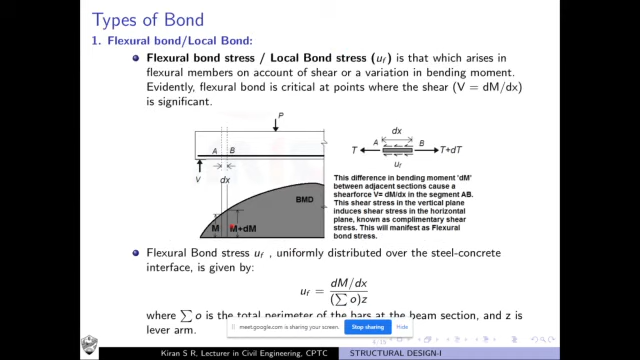 Types of Bond
1. Flexural bond/Local Bond:
Flexural bond stress / Local Bond stress (uf) is that which arises in
flexural members on account of shear or a variation in bending moment.
Evidently, flexural bond is critical at points where the shear (V = dM/dx)
is significant.
P
A B
V
dx
M M+dM
BMD
dx
A B
T T+dT
uf
This difference in bending moment 'dM'
between adjacent sections cause a
shearforce V= dM/dx in the segment AB.
This shear stress in the vertical plane
induces shear stress in the horizontal
plane, known as complimentary shear
stress. This will manifest as Flexural
bond stress.
Flexural Bond stress uf , uniformly distributed over the steel-concrete
interface, is given by:
uf = dM/dx / (∑ o)z
where ∑ o is the total perimeter of the bars at the beam section, and z is
lever arm.
meet.google.com is sharing your screen. Stop sharing Hide
Kiran S R, Lecturer in Civil Engineering, CPTC STRUCTURAL DESIGN-I